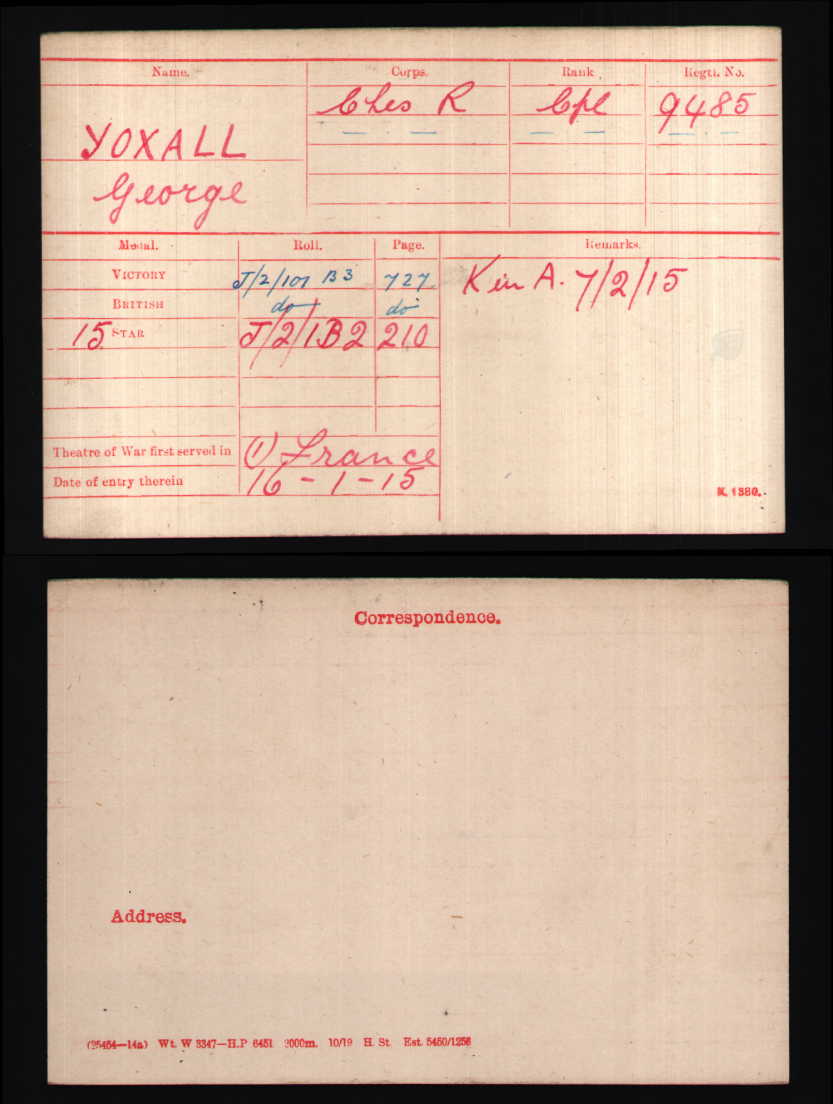 Name. Corps. Rank. Regtl. No.
Ches R Cpl 9485
YOXALL
George
Medal. Roll. Page. Remarks.
VICTORY J/2/101 B3 727 K in A. 7/2/15
BRITISH do do
15 STAR J/2/1.B2 210
Theatre of War first served in (1) France
Date of entry therein 16-1-15
K. 1380.
Correspondence.
Address.
(25464—14a) Wt. W 3347—H.P 6451 2000m. 10/19 H. St. Est. 5450/1256